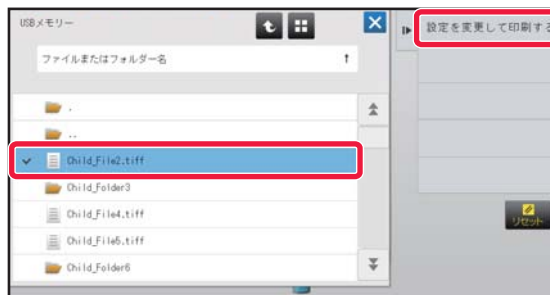 USBメモリー
設定を変更して印刷する
ファイルまたはフォルダー名 ↑
.
..
Child_File2.tiff
Child_Folder3
Child_File4.tiff
Child_File5.tiff
Child_Folder6
リセット